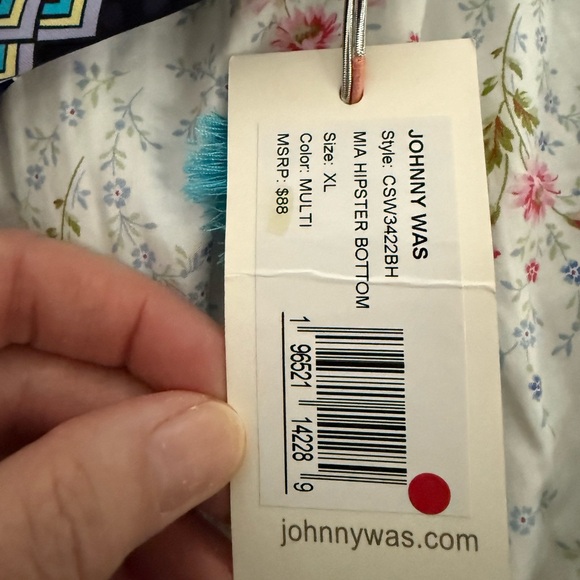 JOHNNY WAS
Style: CSW3422BH
MIA HIPSTER BOTTOM
Size: XL
Color: MULTI
MSRP: $88
1 96521 14228 9
johnnywas.com